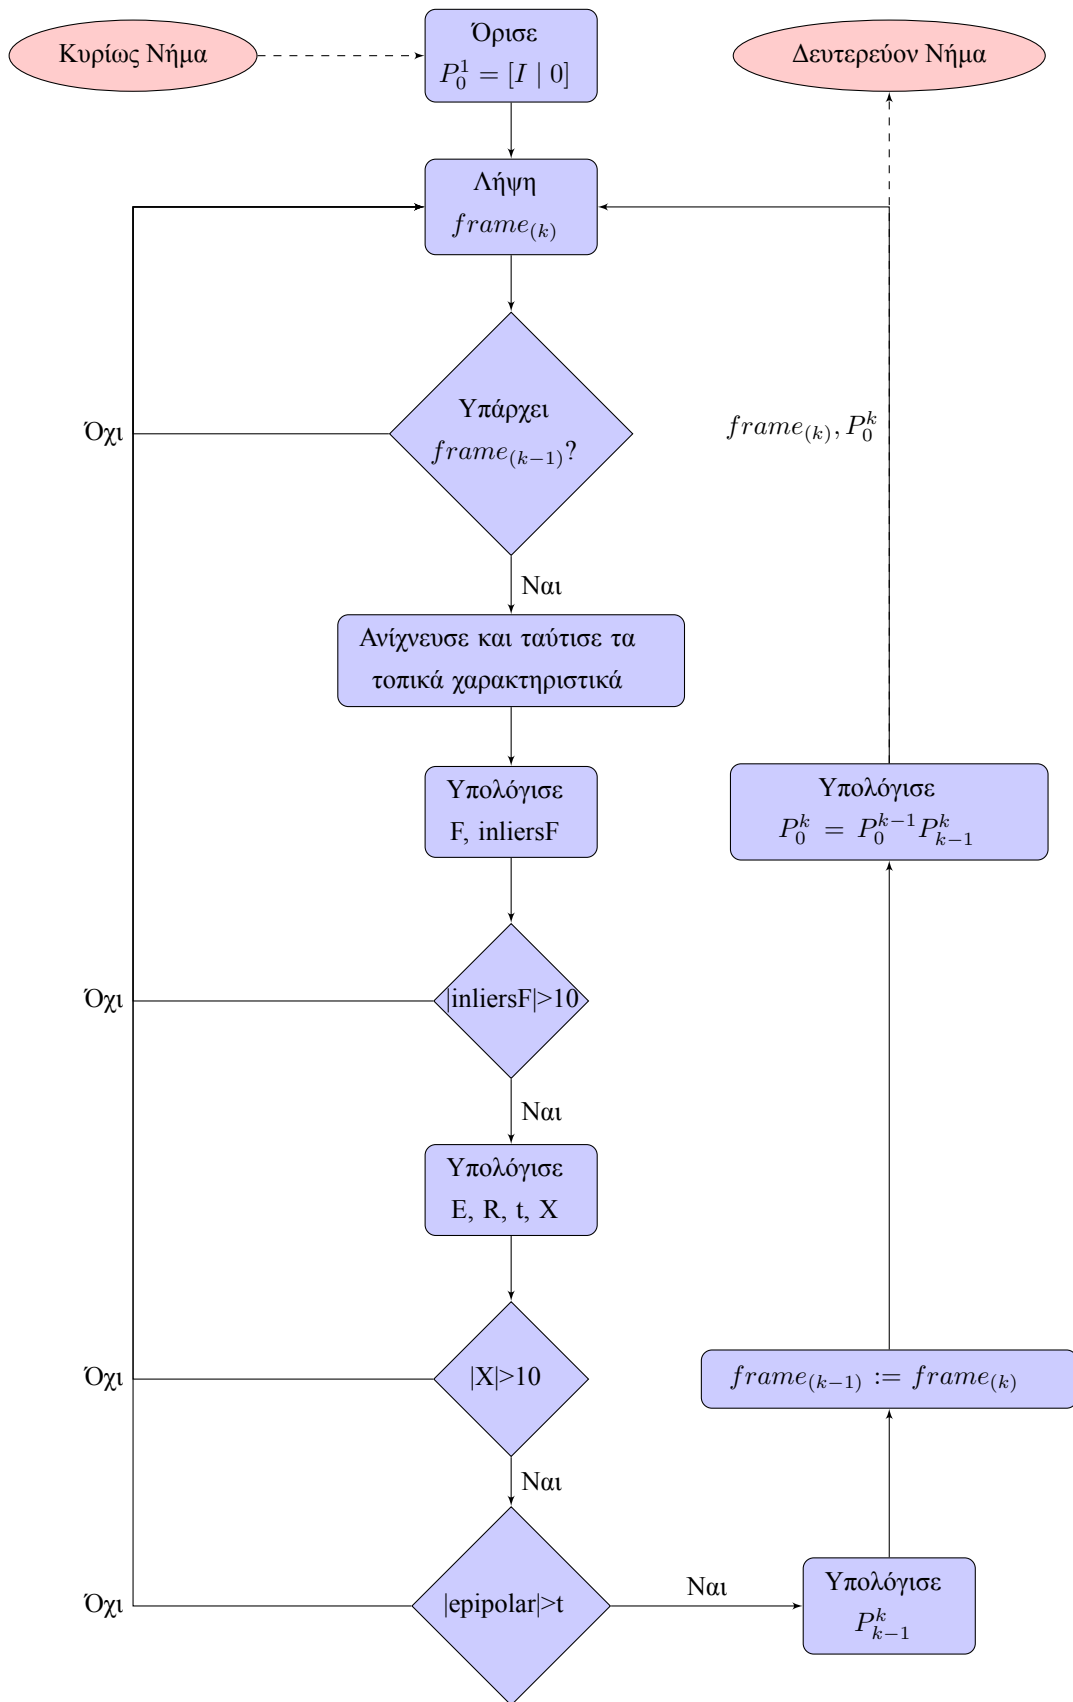 Κυρίως Νήμα
Όρισε
$P_0^1 = [I \mid 0]$
Δευτερεύον Νήμα
Λήψη
$frame_{(k)}$
Υπάρχει
$frame_{(k-1)}$?
Όχι
$frame_{(k)}, P_0^k$
Ναι
Ανίχνευσε και ταύτισε τα
τοπικά χαρακτηριστικά
Υπολόγισε
F, inliersF
Υπολόγισε
$P_0^k = P_0^{k-1} P_{k-1}^k$
|inliersF|>10
Όχι
Ναι
Υπολόγισε
E, R, t, X
|X|>10
Όχι
$frame_{(k-1)} := frame_{(k)}$
Ναι
|epipolar|>t
Όχι
Ναι
Υπολόγισε
$P_{k-1}^k$